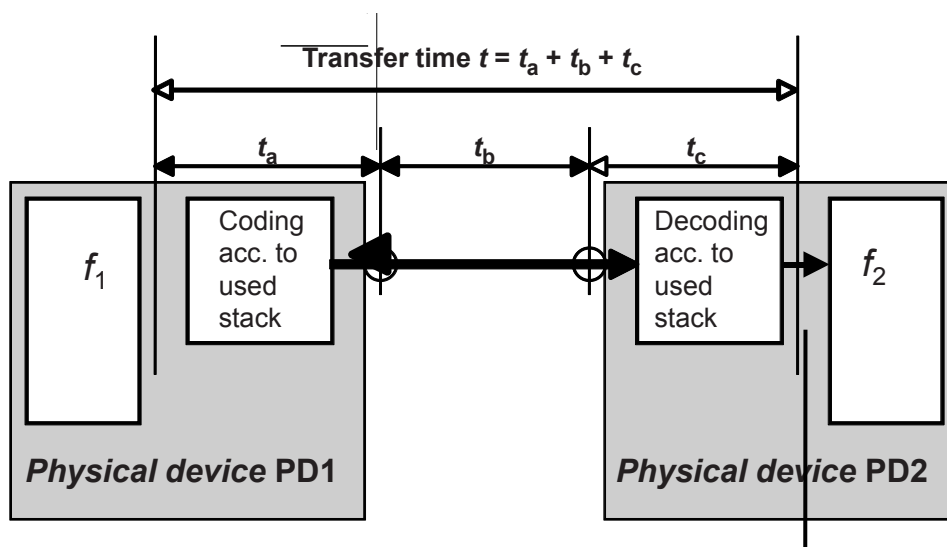 Transfer time t = ta + tb + tc
ta
tb
tc
f1
Coding
acc. to
used
stack
Decoding
acc. to
used
stack
f2
Physical device PD1
Physical device PD2